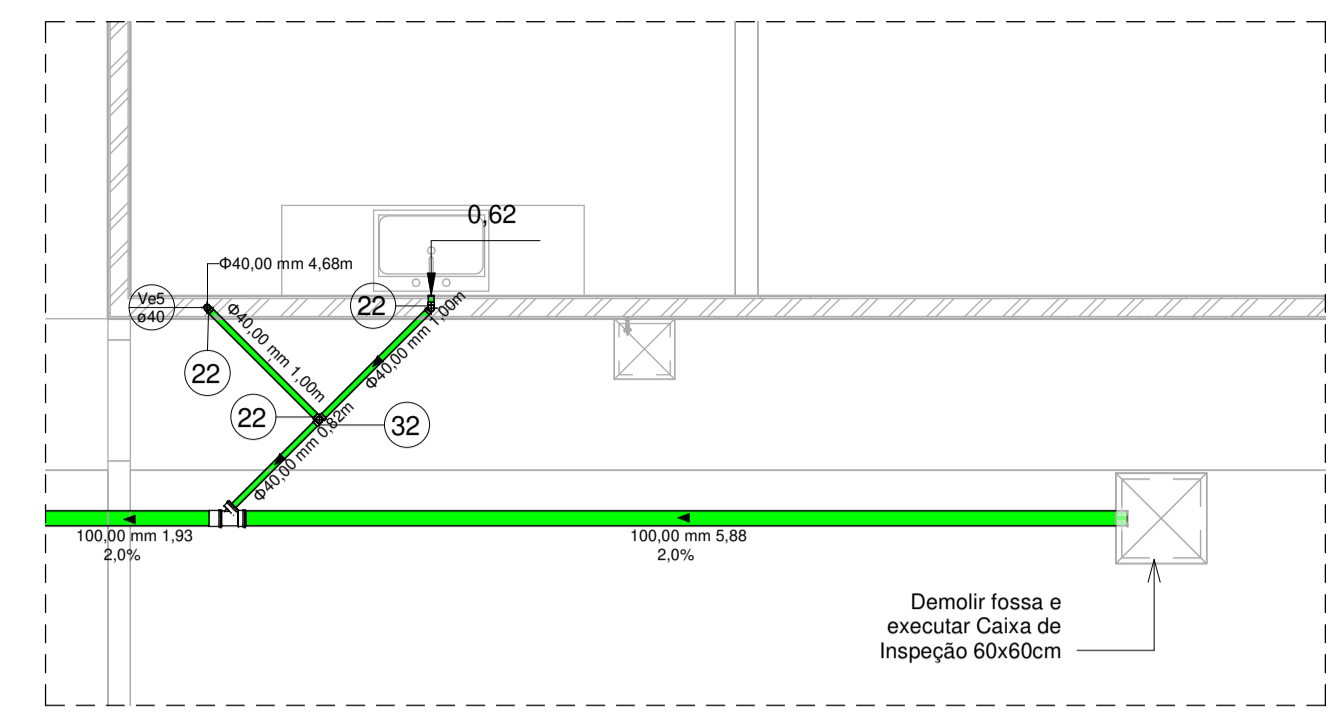 0,62
Φ40,00 mm 4,68m
Ve5
ø40
22
Φ40,00 mm 1,00m
Φ40,00 mm 1,00m
22
22
32
Φ40,00 mm 0,82m
100,00 mm 1,93
2,0%
100,00 mm 5,88
2,0%
Demolir fossa e
executar Caixa de
Inspeção 60x60cm